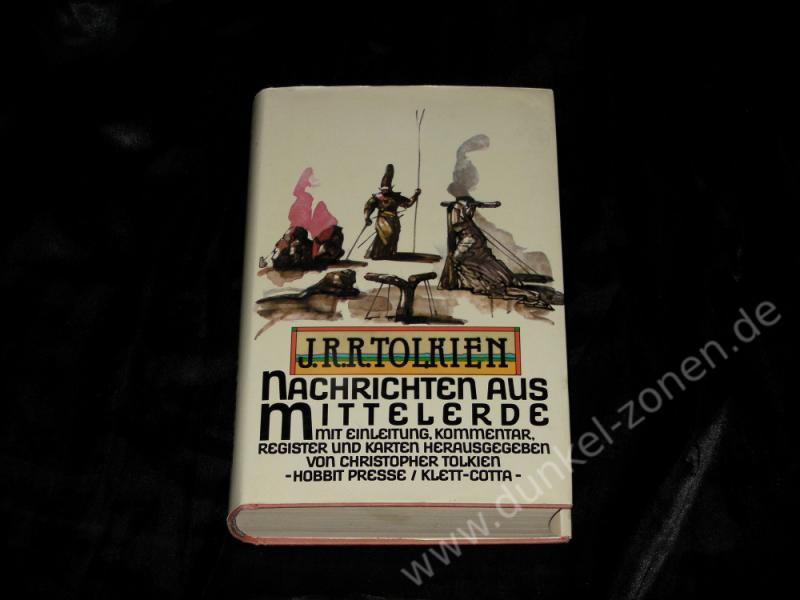 J.R.R.TOLKIEN
NACHRICHTEN AUS
MITTELERDE
MIT EINLEITUNG, KOMMENTAR,
REGISTER UND KARTEN HERAUSGEGEBEN
VON CHRISTOPHER TOLKIEN
-HOBBIT PRESSE / KLETT-COTTA-
www.dunkel-zonen.de